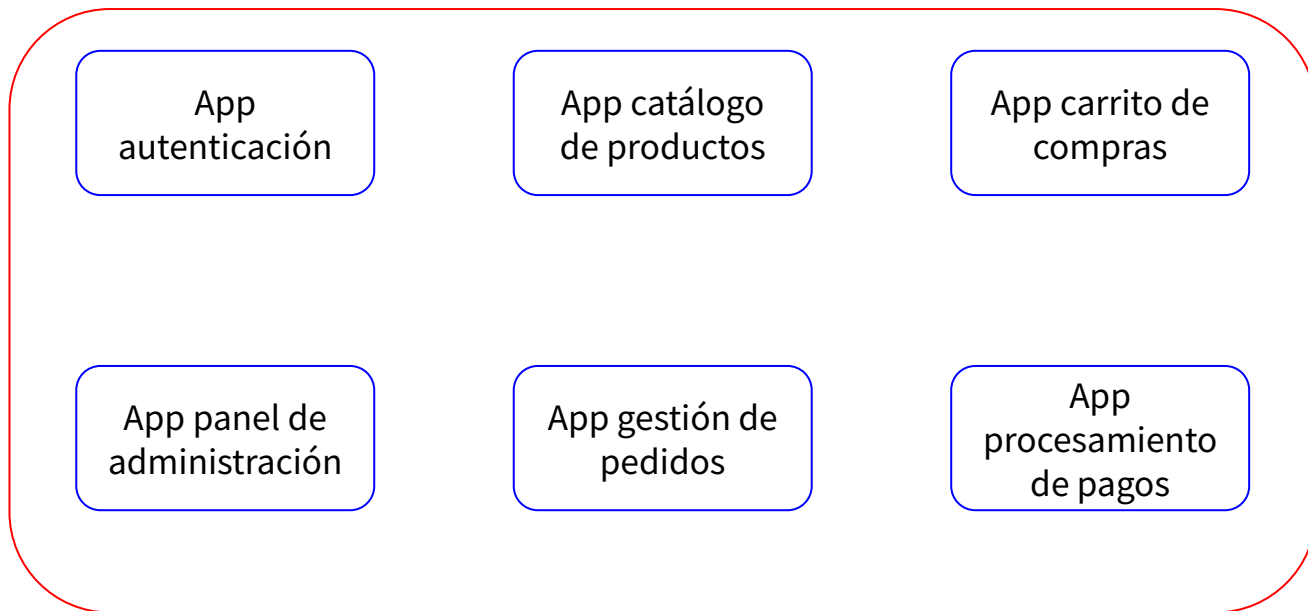 App
autenticación
App catálogo
de productos
App carrito de
compras
App panel de
administración
App gestión de
pedidos
App
procesamiento
de pagos